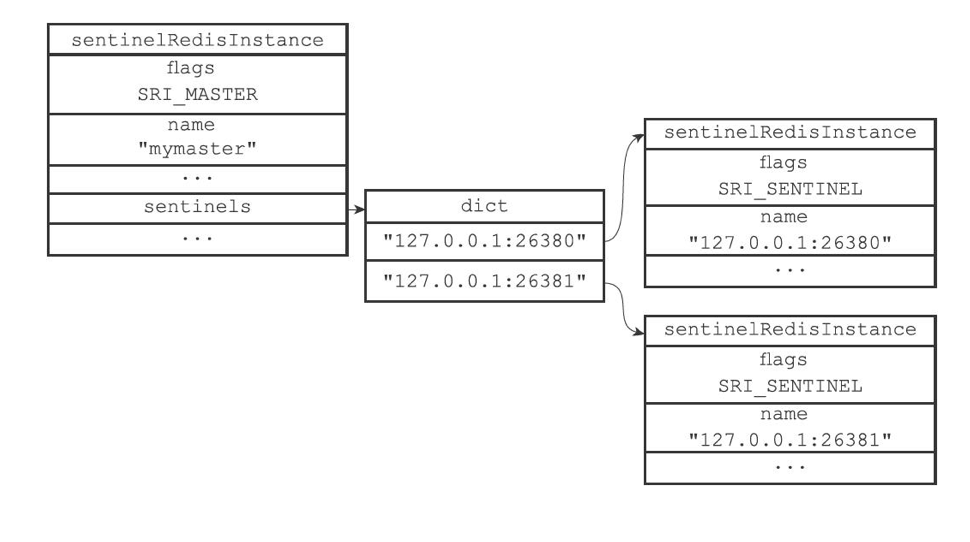 sentinelRedisInstance
flags
SRI_MASTER
name
"mymaster"
...
sentinels
...
dict
"127.0.0.1:26380"
"127.0.0.1:26381"
sentinelRedisInstance
flags
SRI_SENTINEL
name
"127.0.0.1:26380"
...
sentinelRedisInstance
flags
SRI_SENTINEL
name
"127.0.0.1:26381"
...